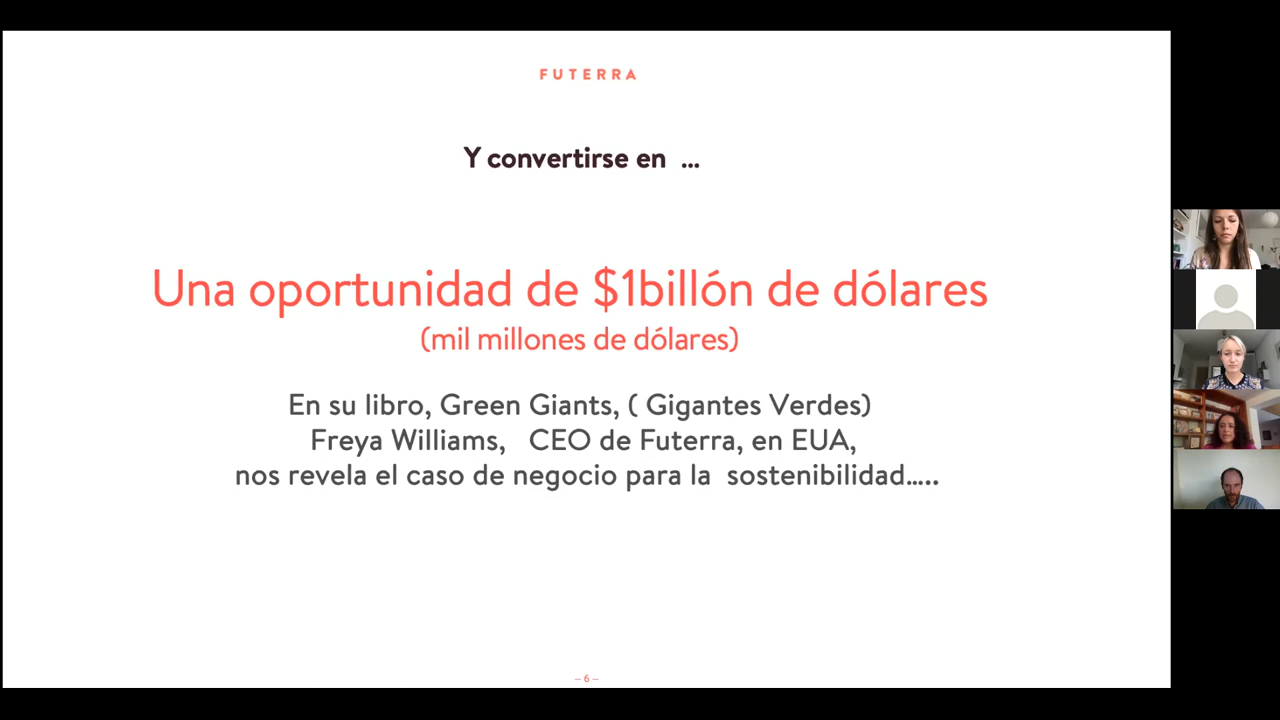 FUTERRA
Y convertirse en ...
Una oportunidad de $1billón de dólares
(mil millones de dólares)
En su libro, Green Giants, ( Gigantes Verdes)
Freya Williams, CEO de Futerra, en EUA,
nos revela el caso de negocio para la sostenibilidad.....
– 6 –